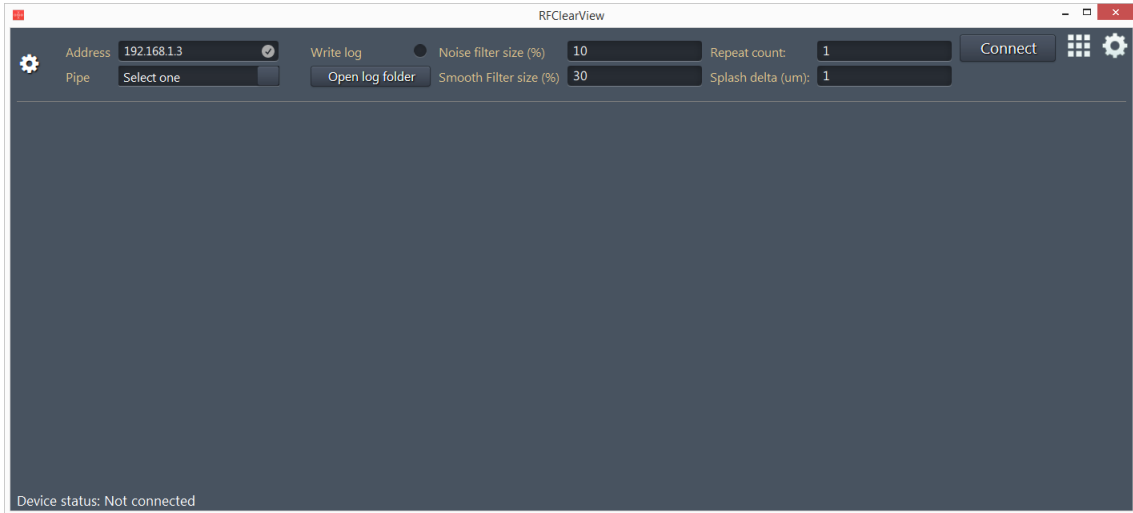 RFClearView
Address 192.168.1.3 Write log Noise filter size (%) 10 Repeat count: 1 Connect
Pipe Select one Open log folder Smooth Filter size (%) 30 Splash delta (um): 1
Device status: Not connected